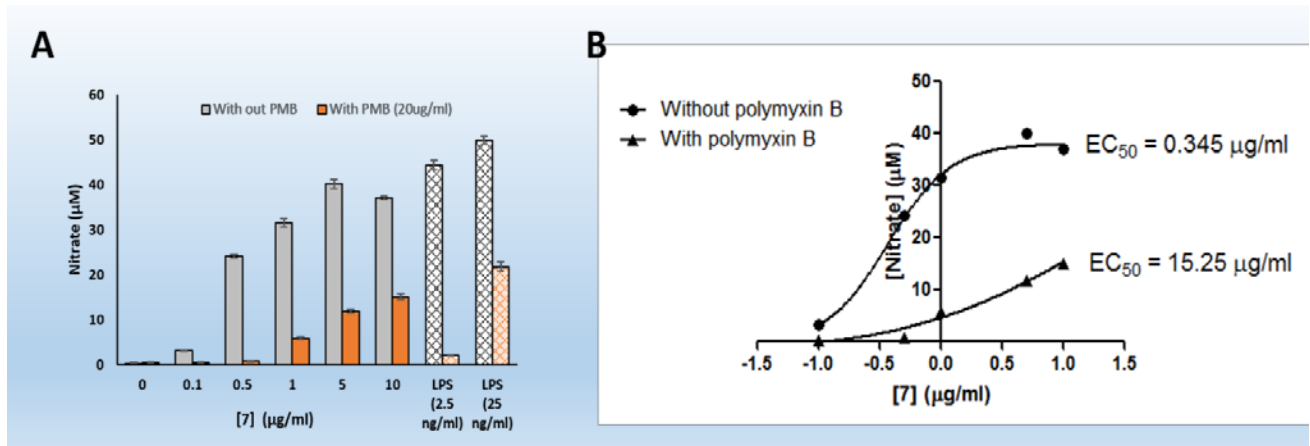 A
60
50
40
30
20
10
0
Nitrate (µM)
With out PMB
With PMB (20ug/ml)
0
0.1
0.5
1
5
10
LPS
(2.5
ng/ml)
LPS
(25
ng/ml)
[7] (µg/ml)
B
Without polymyxin B
With polymyxin B
50
40
30
20
10
[Nitrate] (µM)
EC50 = 0.345 µg/ml
EC50 = 15.25 µg/ml
-1.5
-1.0
-0.5
0.0
0.5
1.0
1.5
[7] (µg/ml)